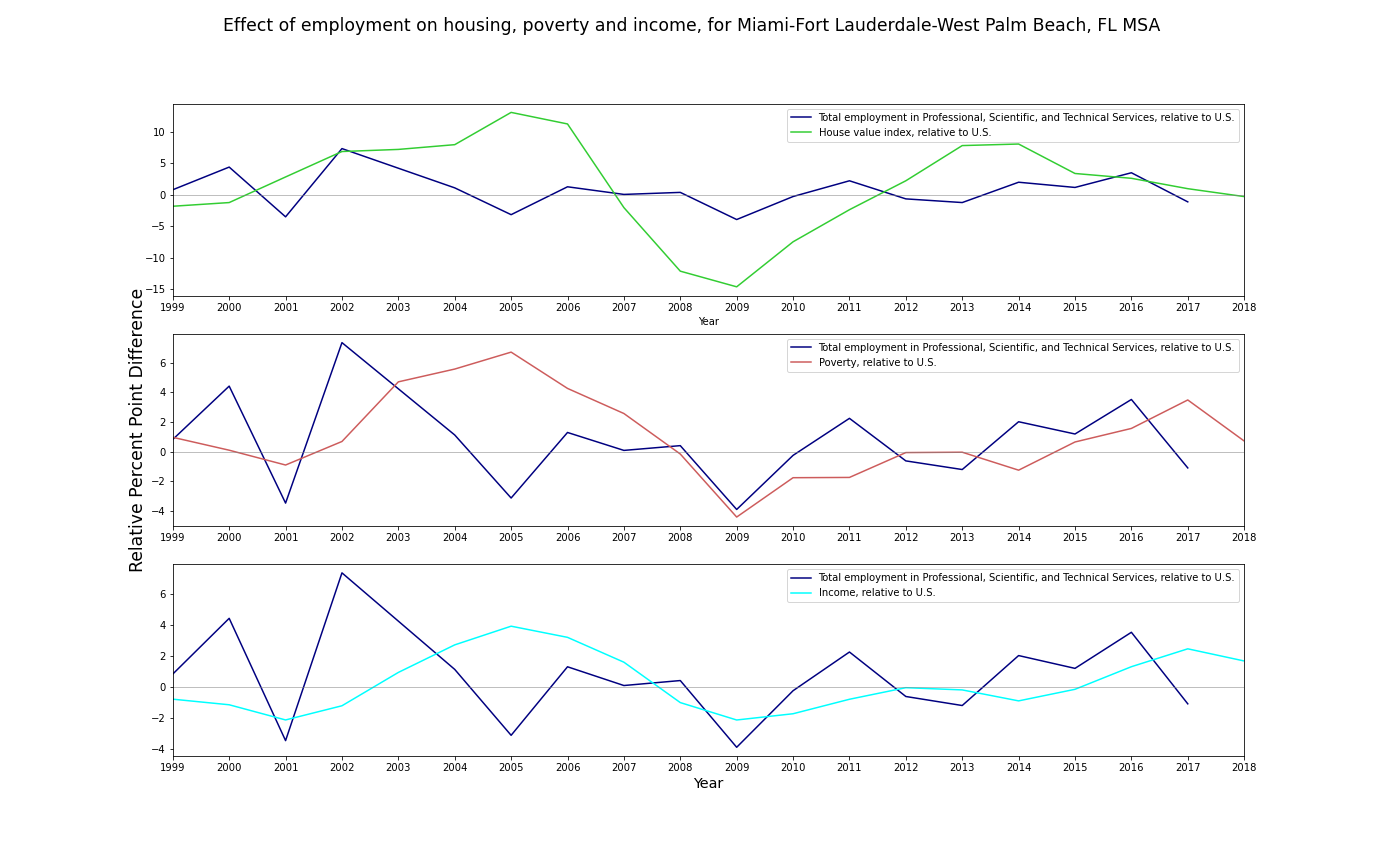 Effect of employment on housing, poverty and income, for Miami-Fort Lauderdale-West Palm Beach, FL MSA
Relative Percent Point Difference
Total employment in Professional, Scientific, and Technical Services, relative to U.S.
House value index, relative to U.S.
10
5
0
−5
−10
−15
1999 2000 2001 2002 2003 2004 2005 2006 2007 2008 2009 2010 2011 2012 2013 2014 2015 2016 2017 2018
Year
Total employment in Professional, Scientific, and Technical Services, relative to U.S.
Poverty, relative to U.S.
6
4
2
0
−2
−4
1999 2000 2001 2002 2003 2004 2005 2006 2007 2008 2009 2010 2011 2012 2013 2014 2015 2016 2017 2018
Total employment in Professional, Scientific, and Technical Services, relative to U.S.
Income, relative to U.S.
6
4
2
0
−2
−4
1999 2000 2001 2002 2003 2004 2005 2006 2007 2008 2009 2010 2011 2012 2013 2014 2015 2016 2017 2018
Year